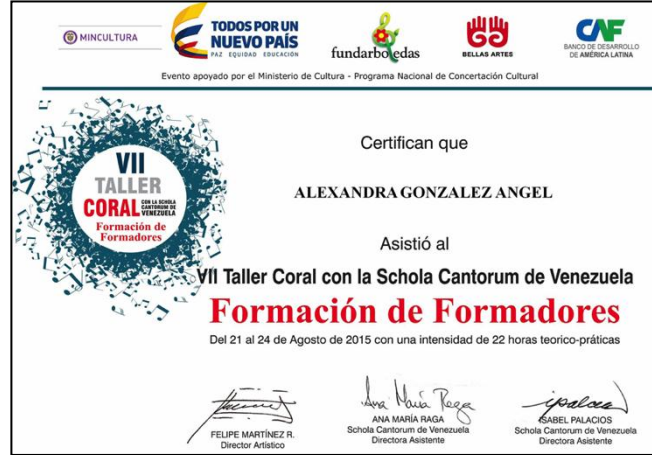 MINCULTURA
TODOS POR UN
NUEVO PAÍS
PAZ EQUIDAD EDUCACIÓN
fundarboledas
BELLAS ARTES
CAF
BANCO DE DESARROLLO
DE AMÉRICA LATINA
Evento apoyado por el Ministerio de Cultura - Programa Nacional de Concertación Cultural
VII
TALLER
CORAL CON LA SCHOLA
CANTORUM DE
VENEZUELA
Formación de
Formadores
Certifican que
ALEXANDRA GONZALEZ ANGEL
Asistió al
VII Taller Coral con la Schola Cantorum de Venezuela
Formación de Formadores
Del 21 al 24 de Agosto de 2015 con una intensidad de 22 horas teorico-práticas
Ana María Raga
FELIPE MARTÍNEZ R.
Director Artístico
ANA MARÍA RAGA
Schola Cantorum de Venezuela
Directora Asistente
ipalacios
ISABEL PALACIOS
Schola Cantorum de Venezuela
Directora Asistente